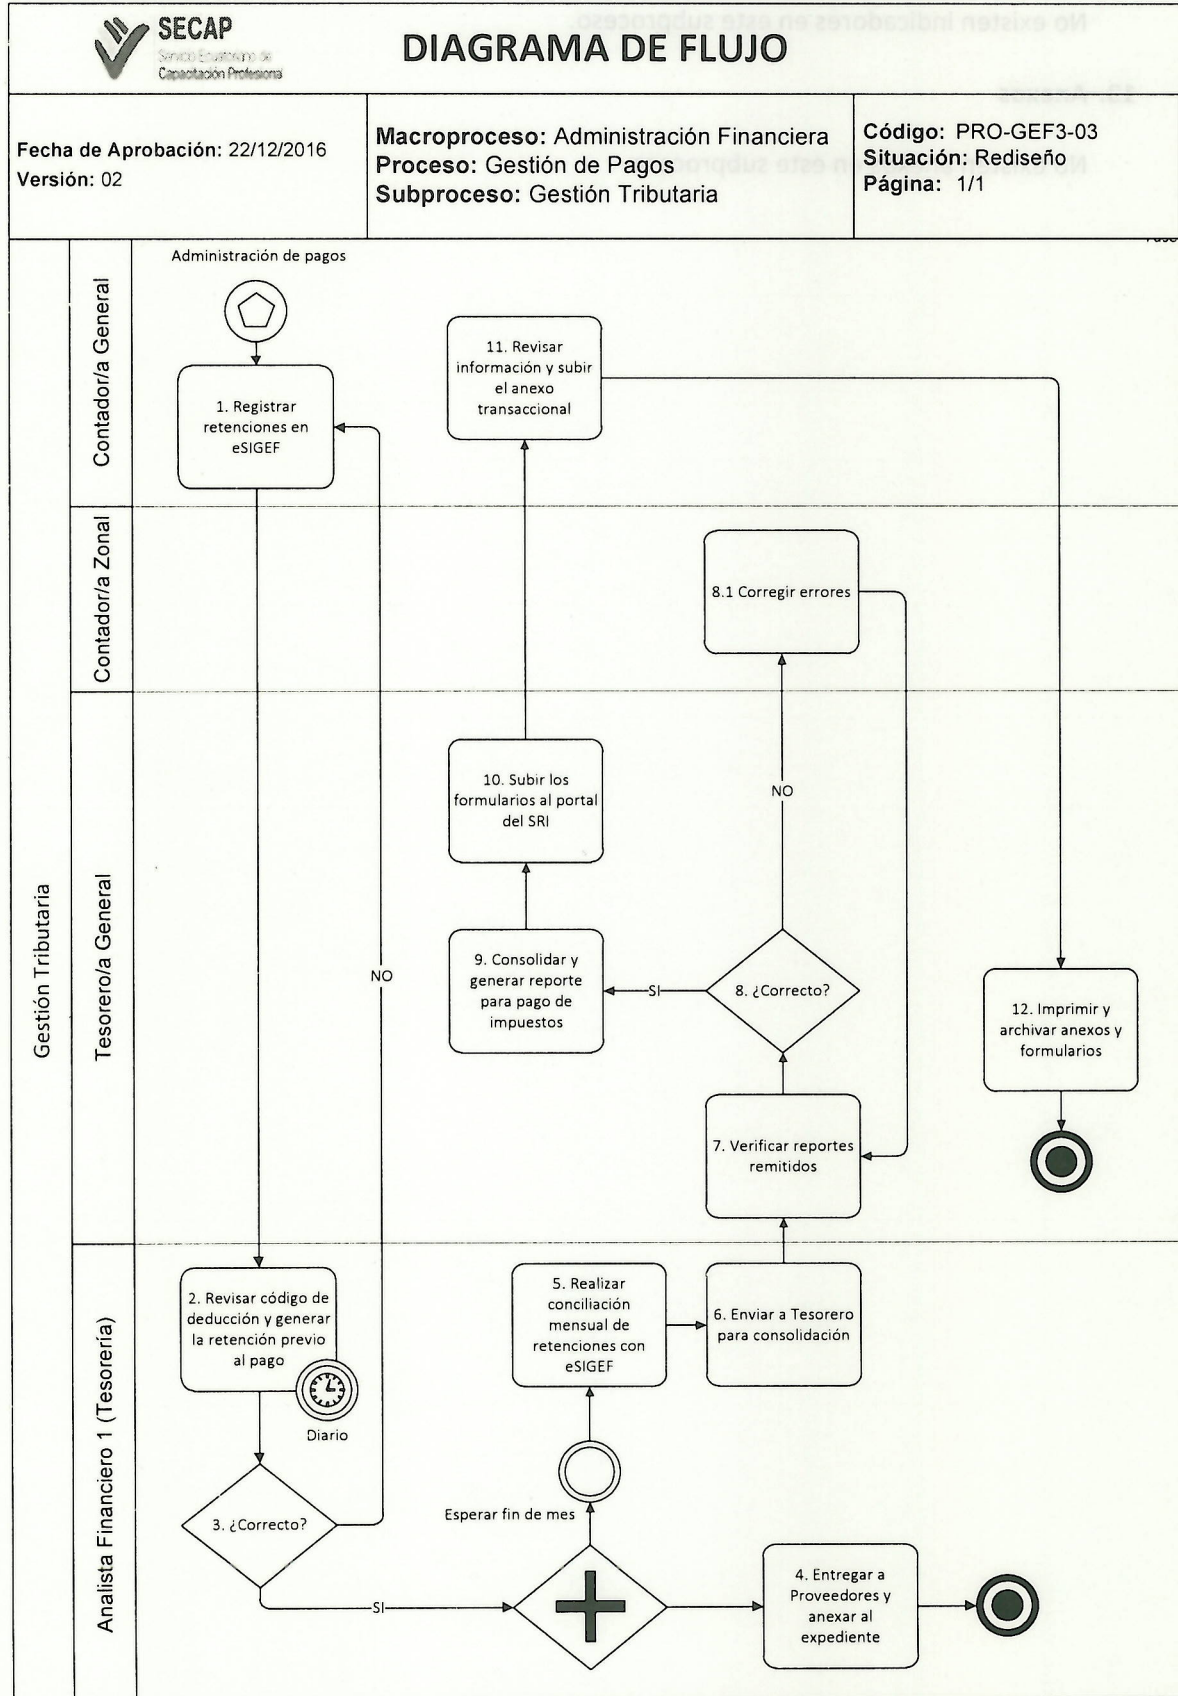 SECAP
Servicio Ecuatoriano de
Capacitación Profesional
DIAGRAMA DE FLUJO
Fecha de Aprobación: 22/12/2016
Versión: 02
Macroproceso: Administración Financiera
Proceso: Gestión de Pagos
Subproceso: Gestión Tributaria
Código: PRO-GEF3-03
Situación: Rediseño
Página: 1/1
Gestión Tributaria
Contador/a General
Administración de pagos
1. Registrar
retenciones en
eSIGEF
11. Revisar
información y subir
el anexo
transaccional
Contador/a Zonal
8.1 Corregir errores
Tesorero/a General
10. Subir los
formularios al portal
del SRI
NO
NO
9. Consolidar y
generar reporte
para pago de
impuestos
SI
8. ¿Correcto?
12. Imprimir y
archivar anexos y
formularios
7. Verificar reportes
remitidos
Analista Financiero 1 (Tesorería)
2. Revisar código de
deducción y generar
la retención previo
al pago
Diario
5. Realizar
conciliación
mensual de
retenciones con
eSIGEF
6. Enviar a Tesorero
para consolidación
Esperar fin de mes
3. ¿Correcto?
SI
4. Entregar a
Proveedores y
anexar al
expediente